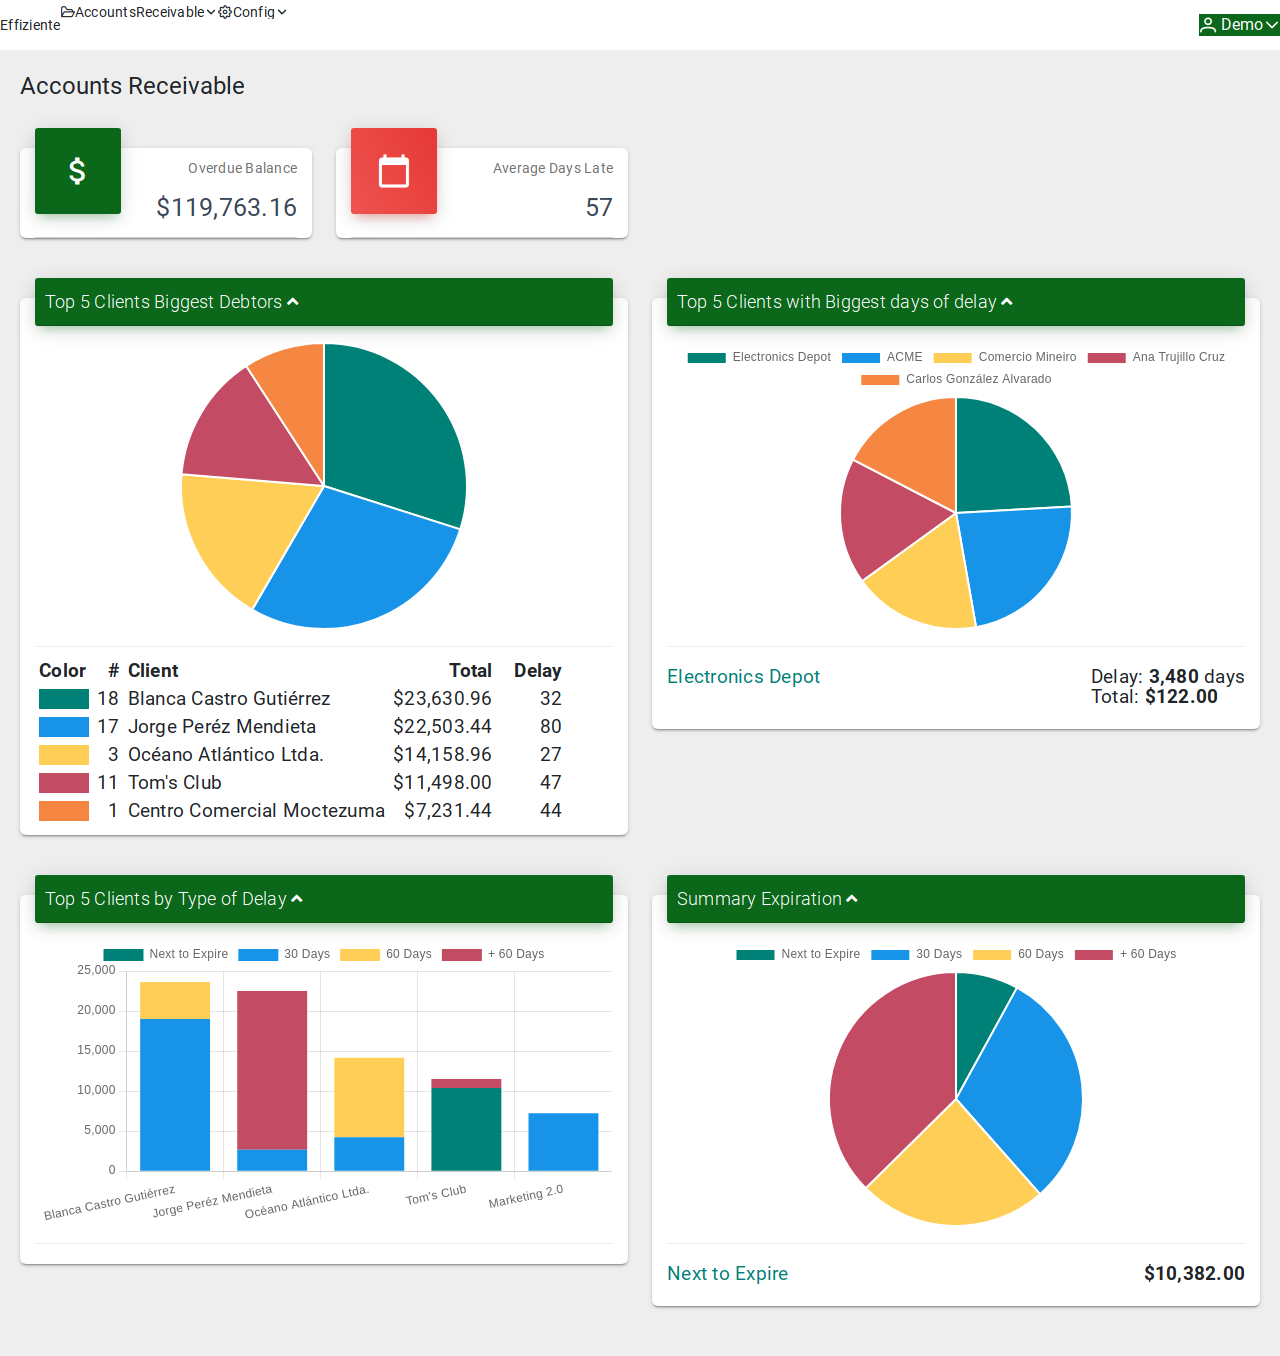 Effiziente AccountsReceivable Config Demo
Accounts Receivable
Overdue Balance
$119,763.16
Average Days Late
57
Top 5 Clients Biggest Debtors
Color # Client Total Delay
18 Blanca Castro Gutiérrez $23,630.96 32
17 Jorge Peréz Mendieta $22,503.44 80
3 Océano Atlántico Ltda. $14,158.96 27
11 Tom's Club $11,498.00 47
1 Centro Comercial Moctezuma $7,231.44 44
Top 5 Clients with Biggest days of delay
Electronics Depot ACME Comercio Mineiro Ana Trujillo Cruz
Carlos González Alvarado
Electronics Depot Delay: 3,480 days
Total: $122.00
Top 5 Clients by Type of Delay
Next to Expire 30 Days 60 Days + 60 Days
25,000
20,000
15,000
10,000
5,000
0
Blanca Castro Gutiérrez Jorge Peréz Mendieta Océano Atlántico Ltda. Tom's Club Marketing 2.0
Summary Expiration
Next to Expire 30 Days 60 Days + 60 Days
Next to Expire $10,382.00